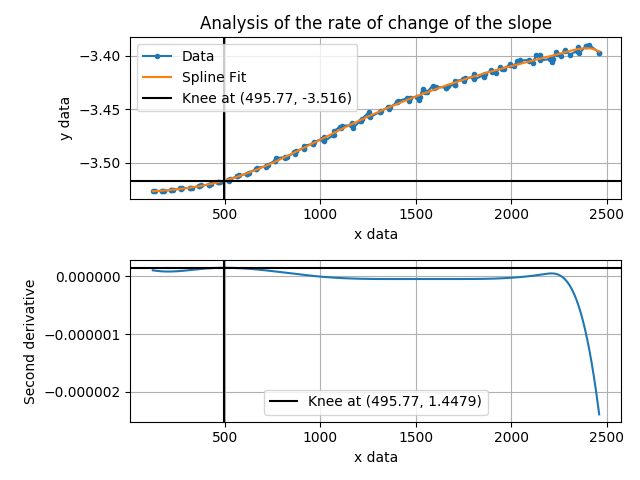 Analysis of the rate of change of the slope
Data
Spline Fit
Knee at (495.77, -3.516)
y data
−3.40
−3.45
−3.50
500 1000 1500 2000 2500
x data
Second derivative
0.000000
−0.000001
−0.000002
Knee at (495.77, 1.4479)
500 1000 1500 2000 2500
x data